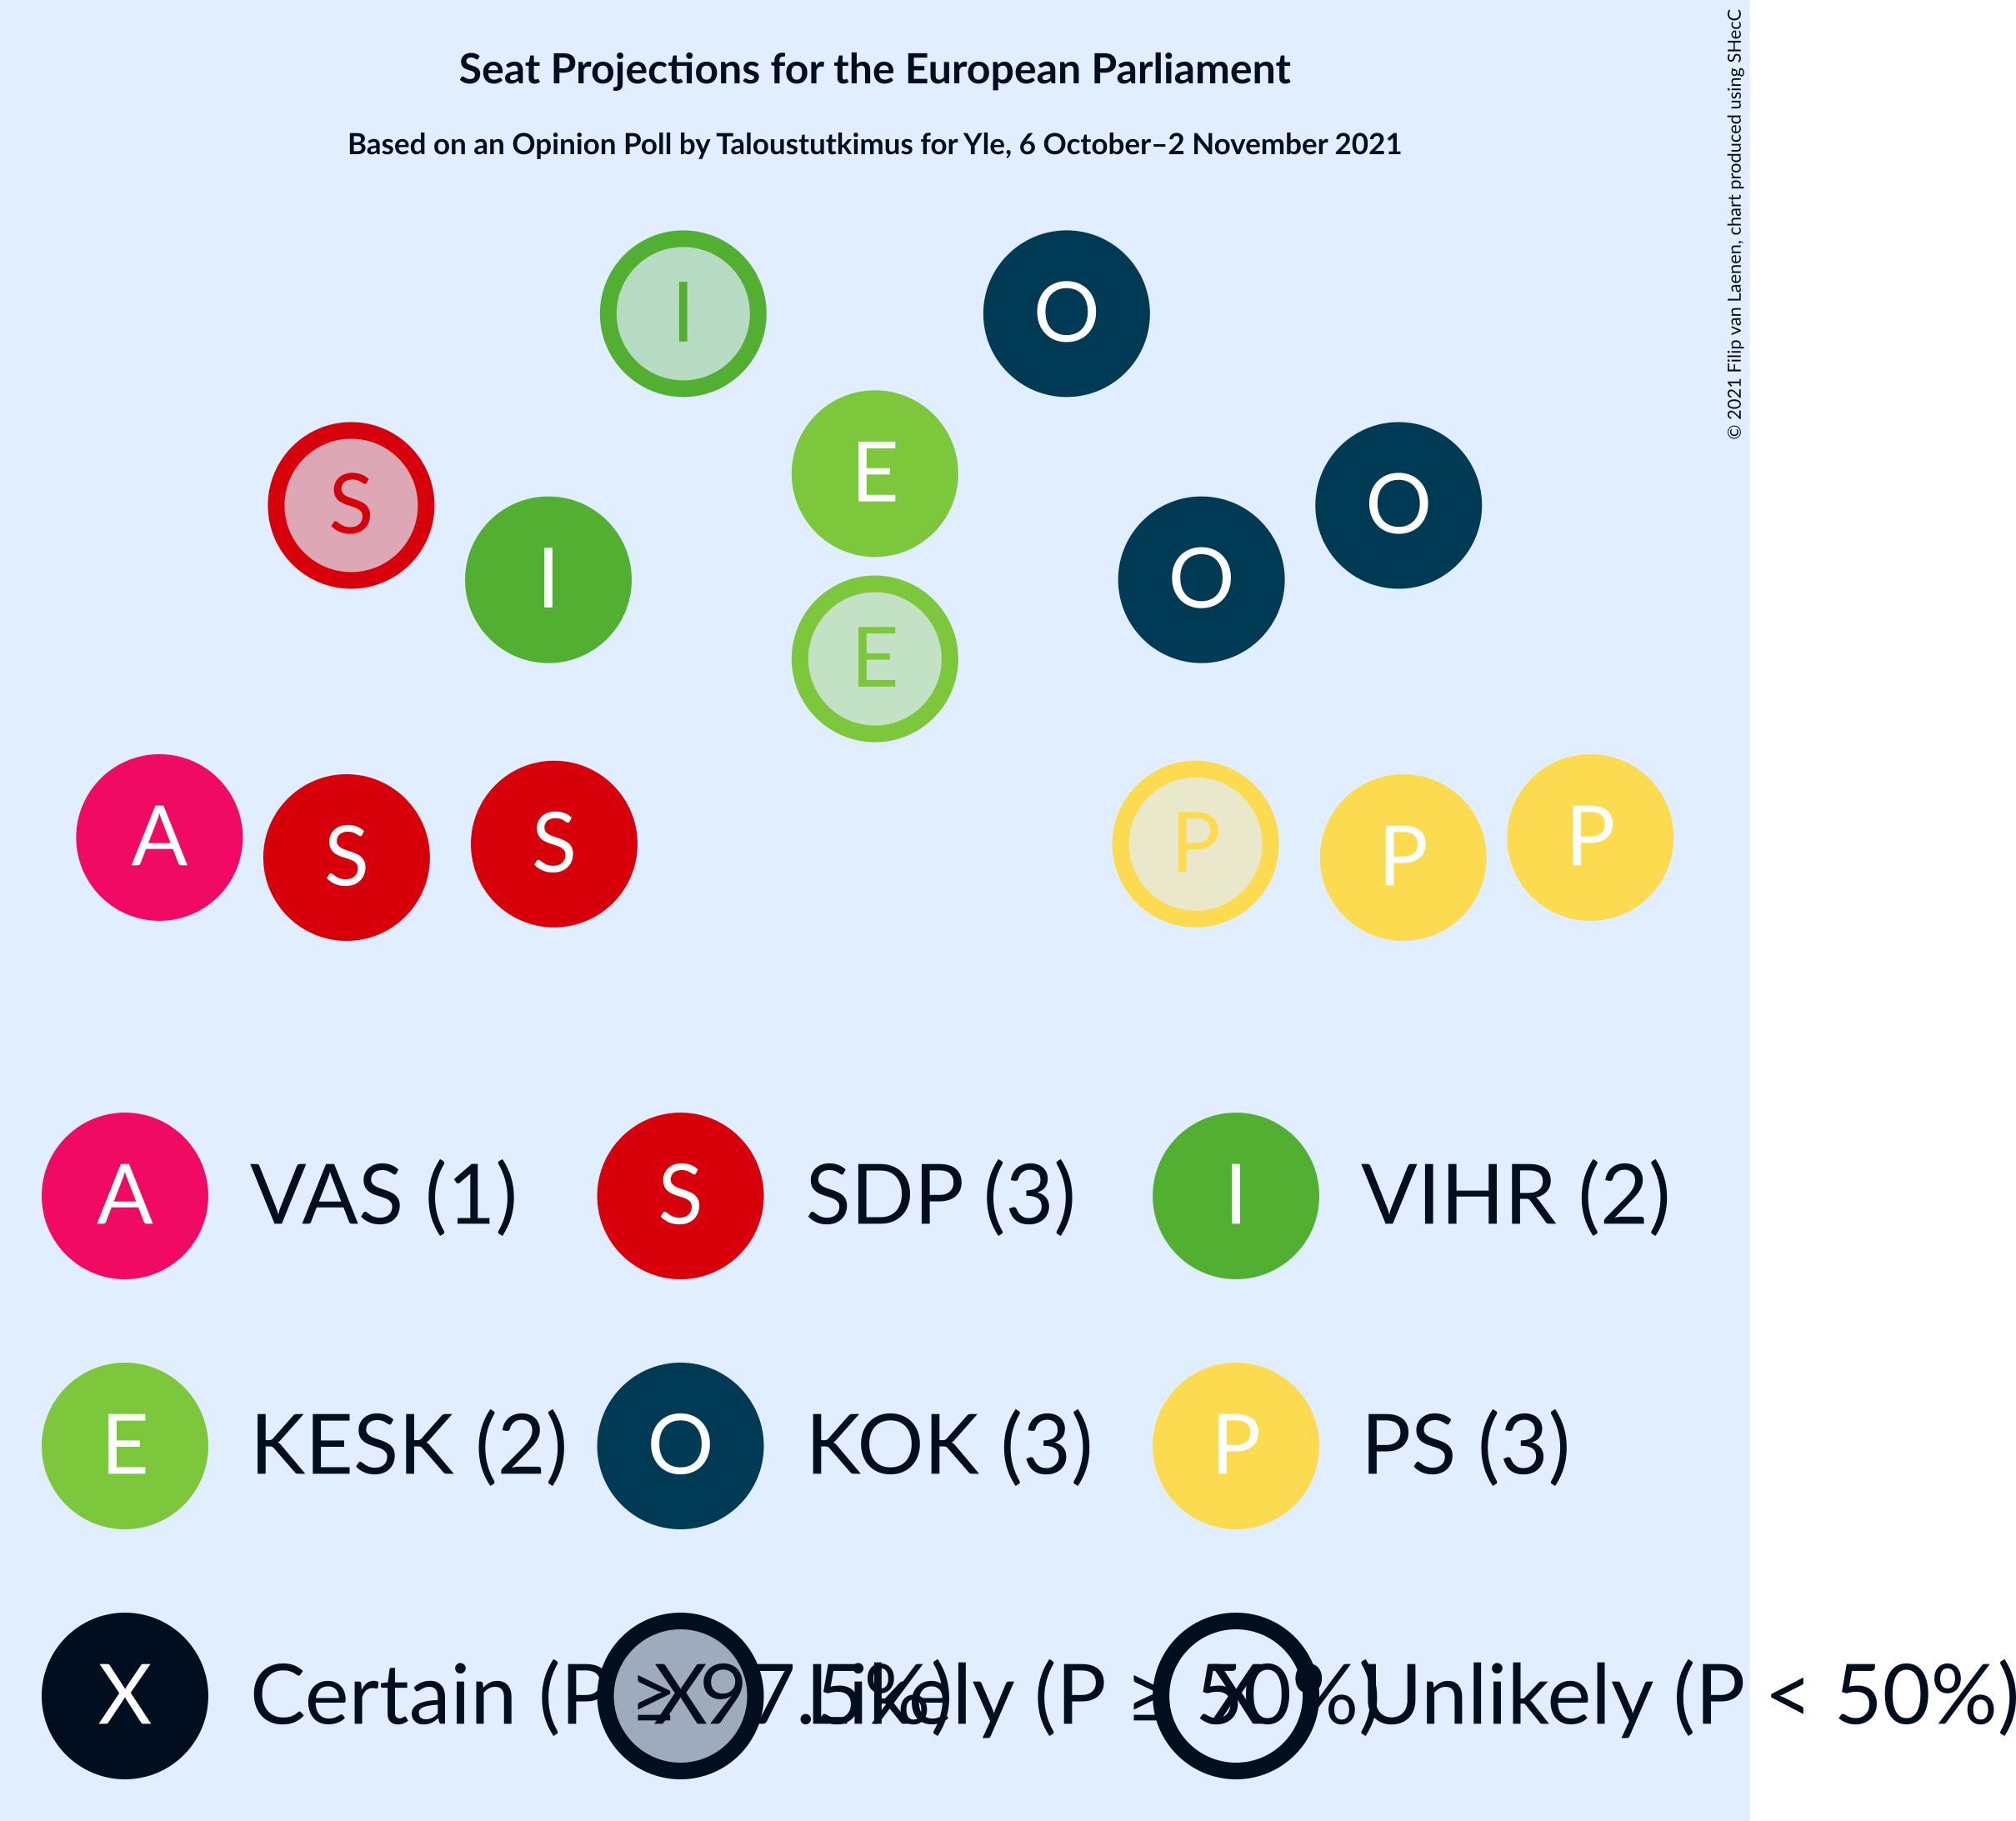 Seat Projections for the European Parliament
Based on an Opinion Poll by Taloustutkimus for Yle, 6 October–2 November 2021
© 2021 Filip van Laenen, chart produced using SHecC
I O
E
S O
I O
E
A P
S S P P
A VAS (1) S SDP (3) I VIHR (2)
E KESK (2) O KOK (3) P PS (3)
X Certain (P ≥ 97.5%) X Likely (P ≥ 50%) X Unlikely (P < 50%)